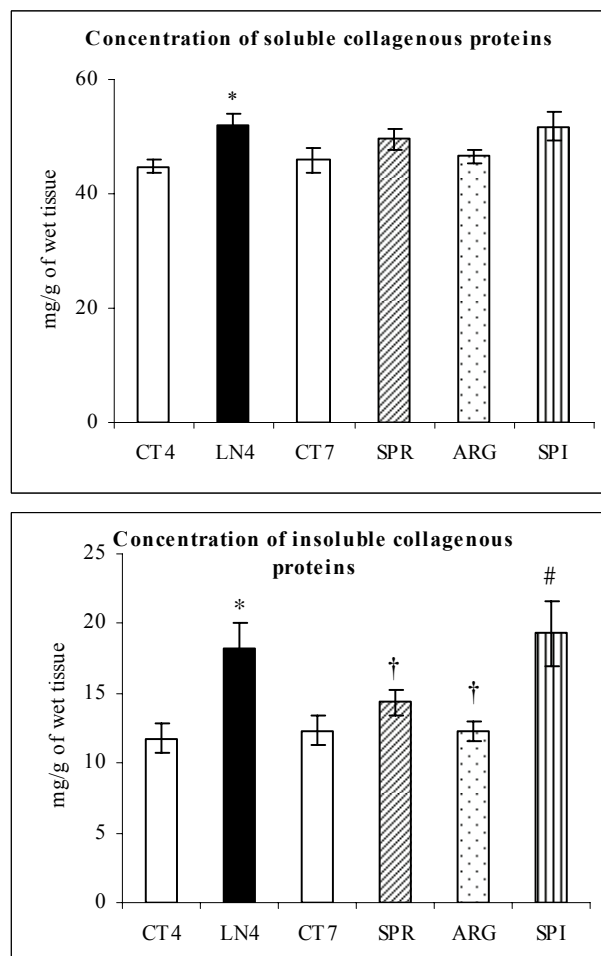 Concentration of soluble collagenous proteins
60
40
20
0
mg/g of wet tissue
*
CT4 LN4 CT7 SPR ARG SPI
Concentration of insoluble collagenous
proteins
25
20
15
10
5
0
mg/g of wet tissue
* † † #
CT4 LN4 CT7 SPR ARG SPI